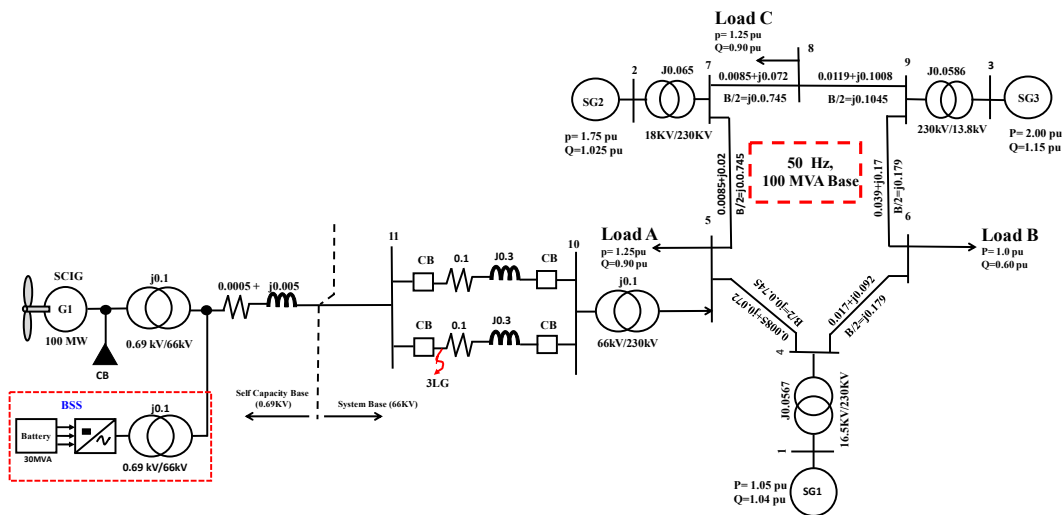 Load C
p= 1.25 pu
Q=0.90 pu
8
2
J0.065
7
0.0085+j0.072
0.0119+j0.1008
9
J0.0586
3
SG2
B/2=j0.0.745
B/2=j0.1045
SG3
18KV/230KV
230kV/13.8kV
p= 1.75 pu
Q=1.025 pu
P= 2.00 pu
Q=1.15 pu
0.0085+j0.02
B/2=j0.0.745
50 Hz,
100 MVA Base
0.039+j0.17
B/2=j0.179
5
6
Load A
p= 1.25pu
Q=0.90 pu
Load B
P= 1.0 pu
Q=0.60 pu
11
10
SCIG
j0.1
0.0005 +
j0.005
CB
0.1
J0.3
CB
j0.1
G1
100 MW
0.69 kV/66kV
66kV/230kV
CB
0.1
J0.3
CB
3LG
CB
0.0085+j0.072
B/2=j0.0.745
0.017+j0.092
B/2=j0.179
4
J0.0567
16.5KV/230KV
1
BSS
j0.1
Battery
30MVA
0.69 kV/66kV
Self Capacity Base
(0.69KV)
System Base (66KV)
P= 1.05 pu
Q=1.04 pu
SG1